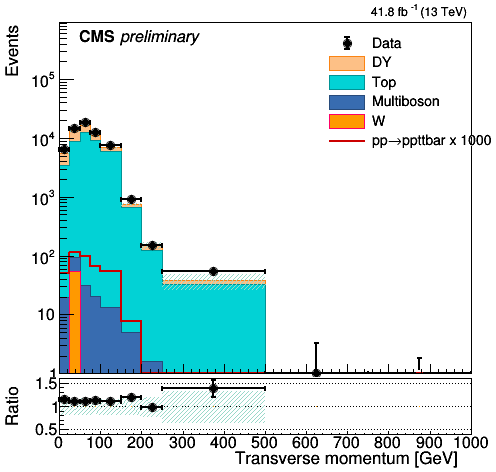 41.8 fb⁻¹ (13 TeV)
CMS preliminary
Events
Data
DY
Top
Multiboson
W
pp→ppttbar x 1000
10⁵
10⁴
10³
10²
10
1
Ratio
1.5
1
0.5
0 100 200 300 400 500 600 700 800 900 1000
Transverse momentum [GeV]